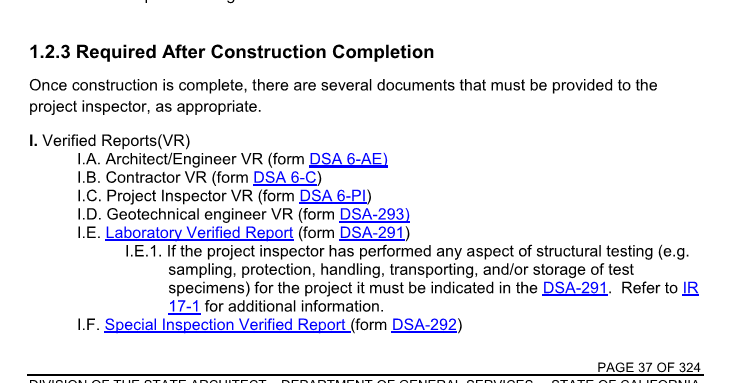 1.2.3 Required After Construction Completion
Once construction is complete, there are several documents that must be provided to the
project inspector, as appropriate.
I. Verified Reports(VR)
I.A. Architect/Engineer VR (form DSA 6-AE)
I.B. Contractor VR (form DSA 6-C)
I.C. Project Inspector VR (form DSA 6-PI)
I.D. Geotechnical engineer VR (form DSA-293)
I.E. Laboratory Verified Report (form DSA-291)
I.E.1. If the project inspector has performed any aspect of structural testing (e.g.
sampling, protection, handling, transporting, and/or storage of test
specimens) for the project it must be indicated in the DSA-291. Refer to IR
17-1 for additional information.
I.F. Special Inspection Verified Report (form DSA-292)
PAGE 37 OF 324
DIVISION OF THE STATE ARCHITECT DEPARTMENT OF GENERAL SERVICES STATE OF CALIFORNIA